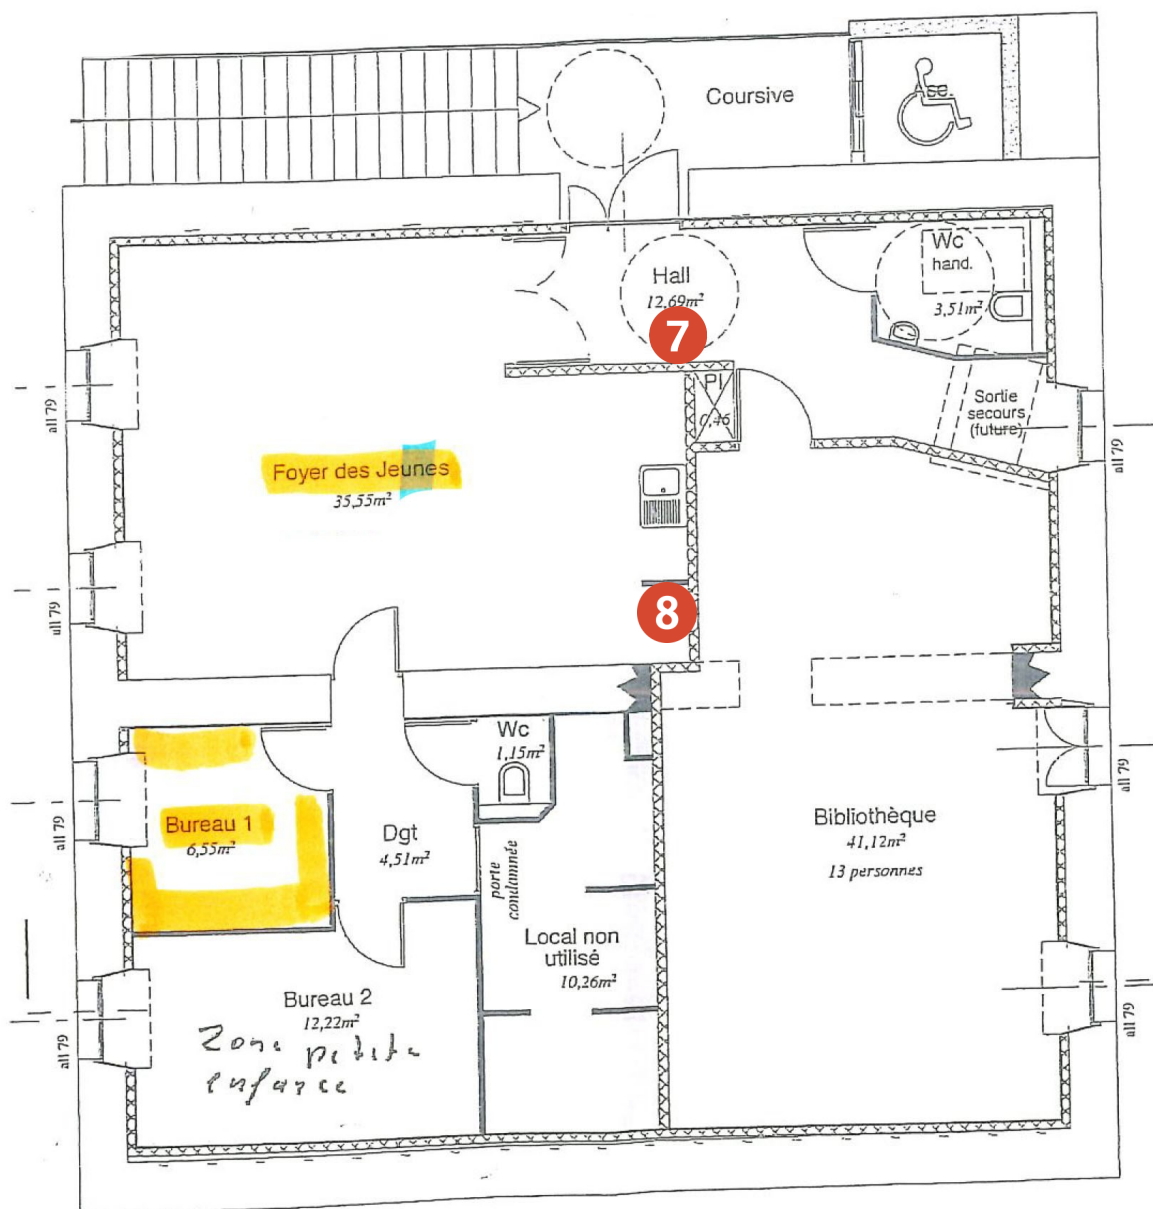 Coursive
Asc.
Hall
12,69m²
Wc
hand.
3,51m²
7
Pl
0,46
Sortie
secours
(future)
all 79
all 79
Foyer des Jeunes
35,55m²
8
all 79
Wc
1,15m²
Bureau 1
6,55m²
Dgt
4,51m²
porte
condamnée
Bibliothèque
41,12m²
13 personnes
all 79
all 79
Local non
utilisé
10,26m²
Bureau 2
12,22m²
Zone petite
enfance
all 79
all 79